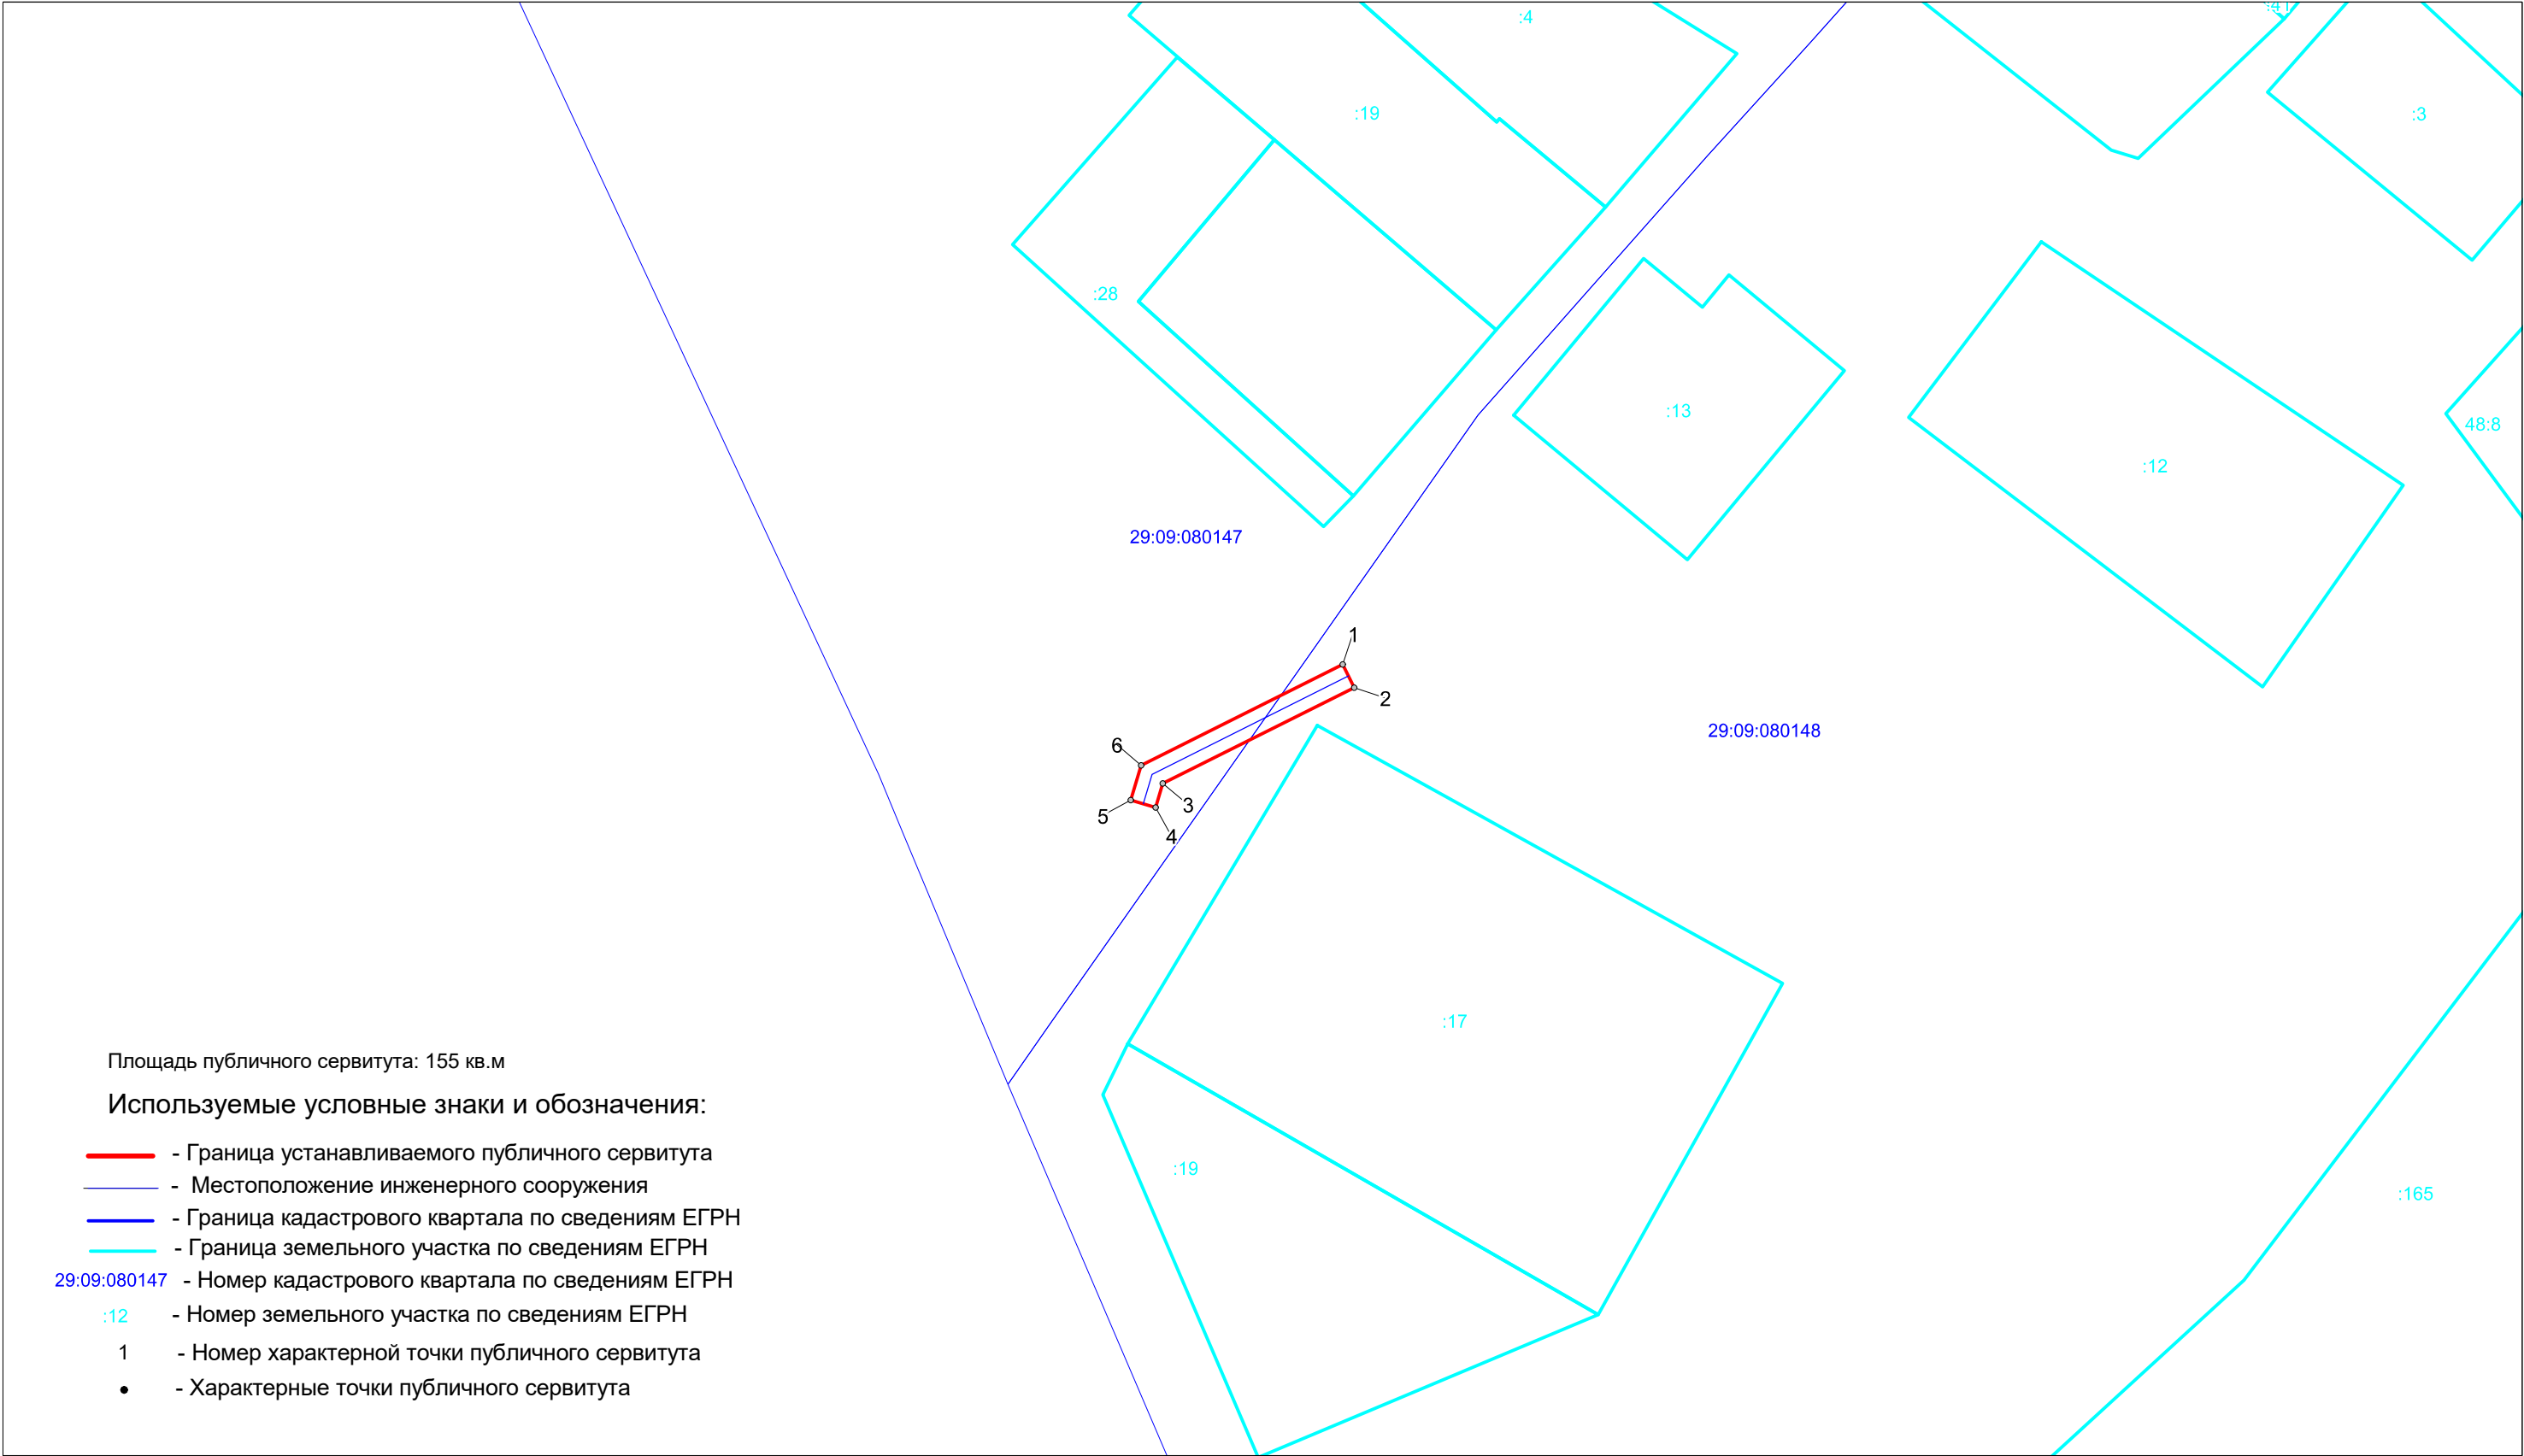 :4
:41
:19
:3
:28
:13
48:8
:12
29:09:080147
1
2
29:09:080148
6
3
5
4
:17
:19
:165
Площадь публичного сервитута: 155 кв.м
Используемые условные знаки и обозначения:
- Граница устанавливаемого публичного сервитута
- Местоположение инженерного сооружения
- Граница кадастрового квартала по сведениям ЕГРН
- Граница земельного участка по сведениям ЕГРН
29:09:080147 - Номер кадастрового квартала по сведениям ЕГРН
:12 - Номер земельного участка по сведениям ЕГРН
1 - Номер характерной точки публичного сервитута
- Характерные точки публичного сервитута